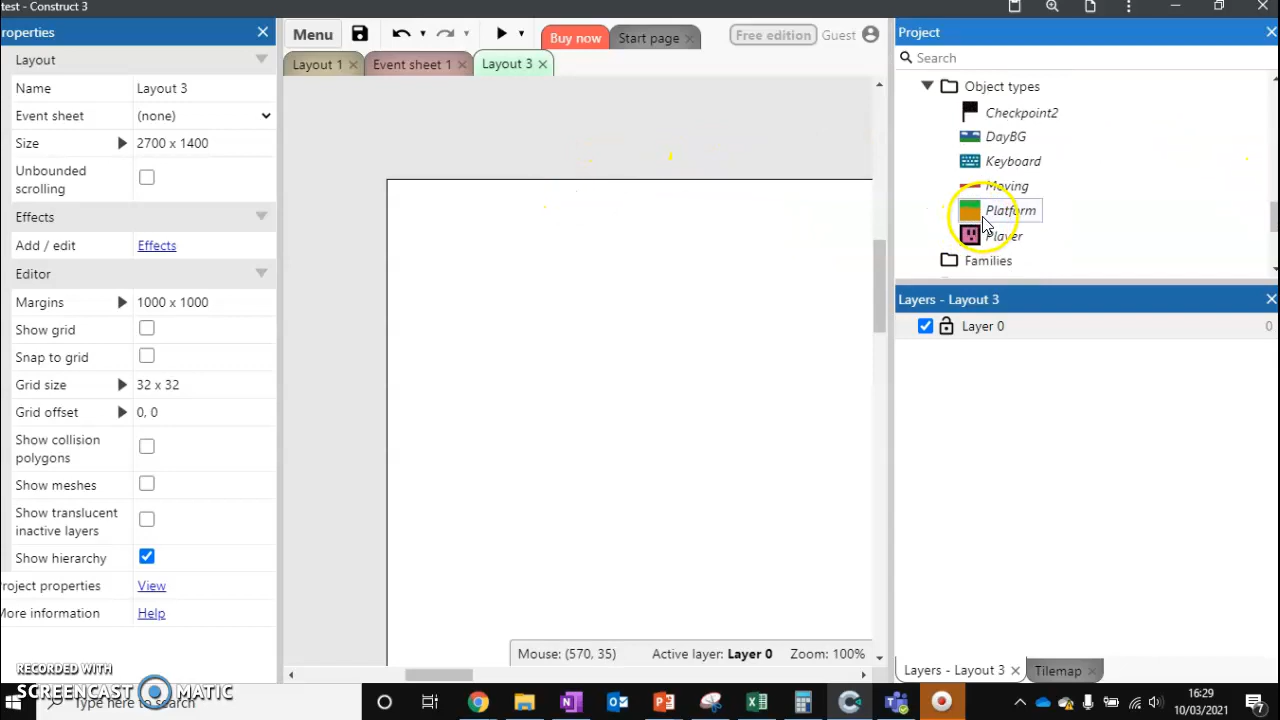 test - Construct 3
roperties
Layout
Name Layout 3
Event sheet (none)
Size 2700 x 1400
Unbounded
scrolling
Effects
Add / edit Effects
Editor
Margins 1000 x 1000
Show grid
Snap to grid
Grid size 32 x 32
Grid offset 0, 0
Show collision
polygons
Show meshes
Show translucent
inactive layers
Show hierarchy
roject properties View
More information Help
Menu
Buy now
Start page
Free edition
Guest
Layout 1
Event sheet 1
Layout 3
Mouse: (570, 35) Active layer: Layer 0 Zoom: 100%
Project
Search
Object types
Checkpoint2
DayBG
Keyboard
Moving
Platform
Player
Families
Layers - Layout 3
Layer 0 0
Layers - Layout 3
Tilemap
RECORDED WITH
SCREENCAST MATIC
Type here to search
16:29
10/03/2021
7